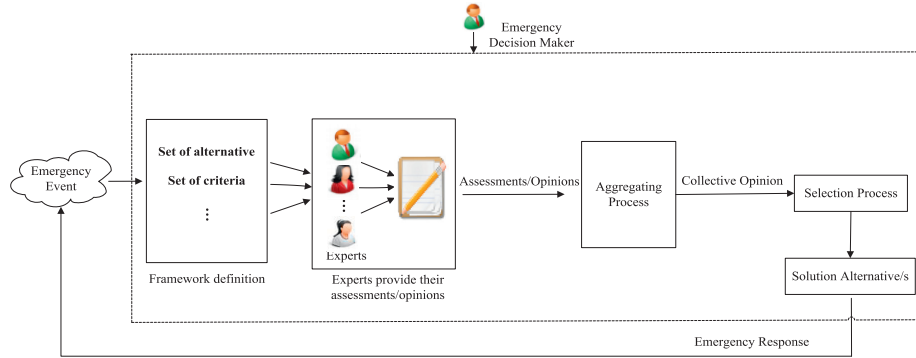 Emergency
Decision Maker
Emergency
Event
Set of alternative
Set of criteria
⋮
Framework definition
⋮
Experts
Experts provide their
assessments/opinions
Assessments/Opinions
Aggregating
Process
Collective Opinion
Selection Process
Solution Alternative/s
Emergency Response